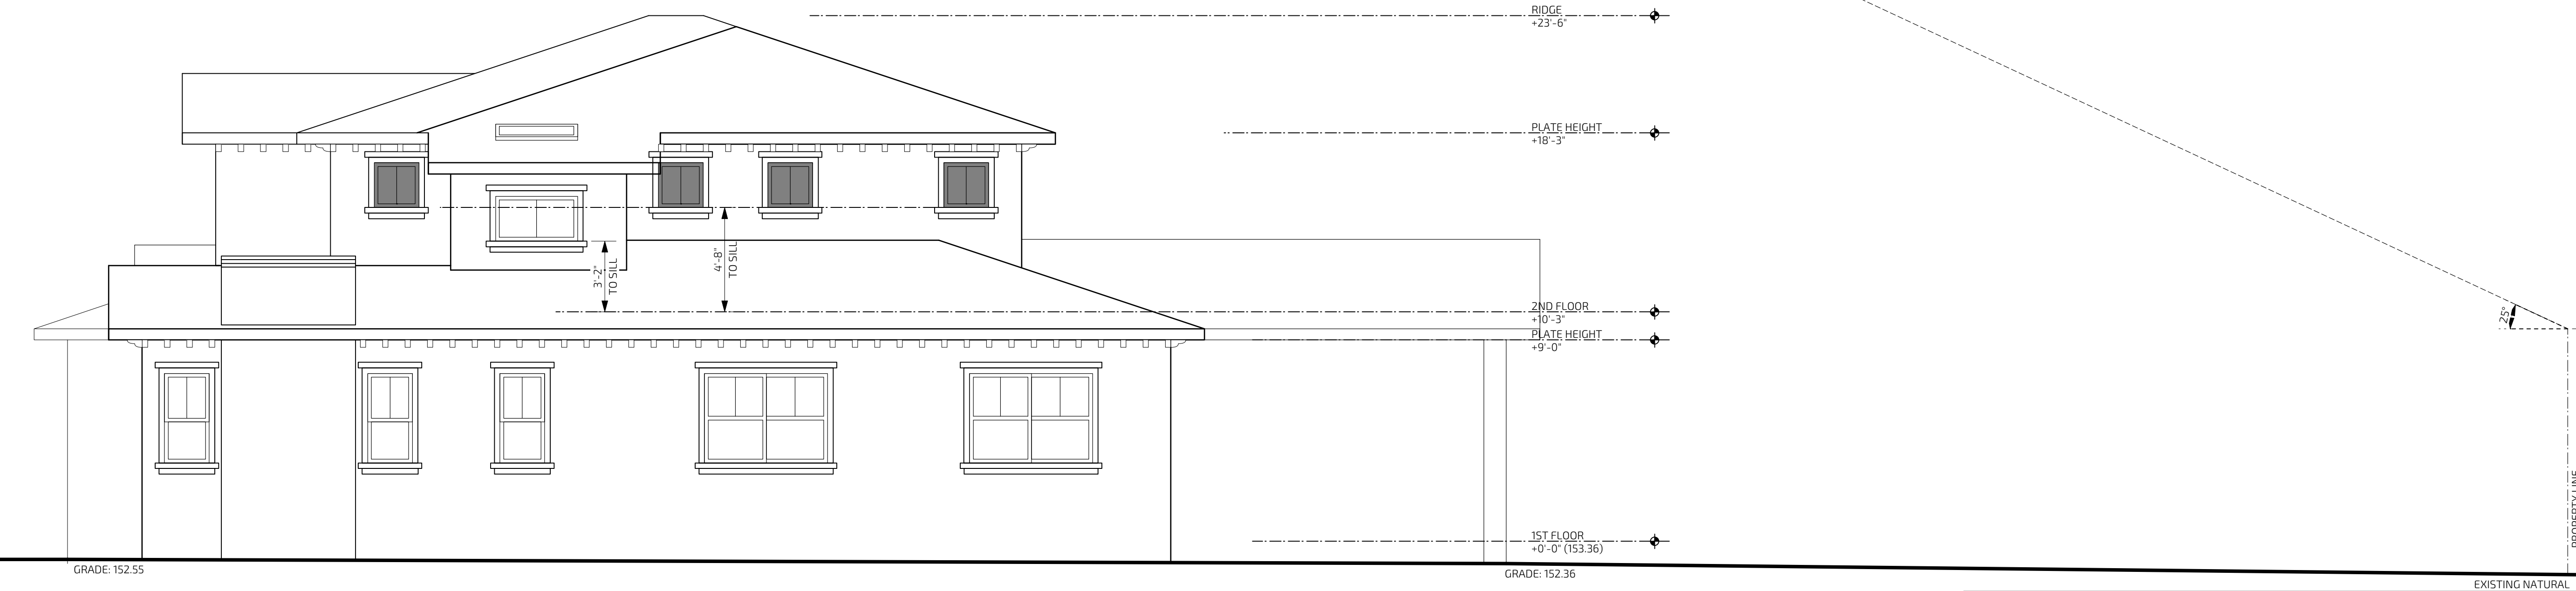 RIDGE
+23'-6"
PLATE HEIGHT
+18'-3"
4'-8"
TO SILL
3'-2"
TO SILL
2ND FLOOR
+10'-3"
25°
PLATE HEIGHT
+9'-0"
PROPERTY LINE
1ST FLOOR
+0'-0" (153.36)
GRADE: 152.55
GRADE: 152.36
EXISTING NATURAL